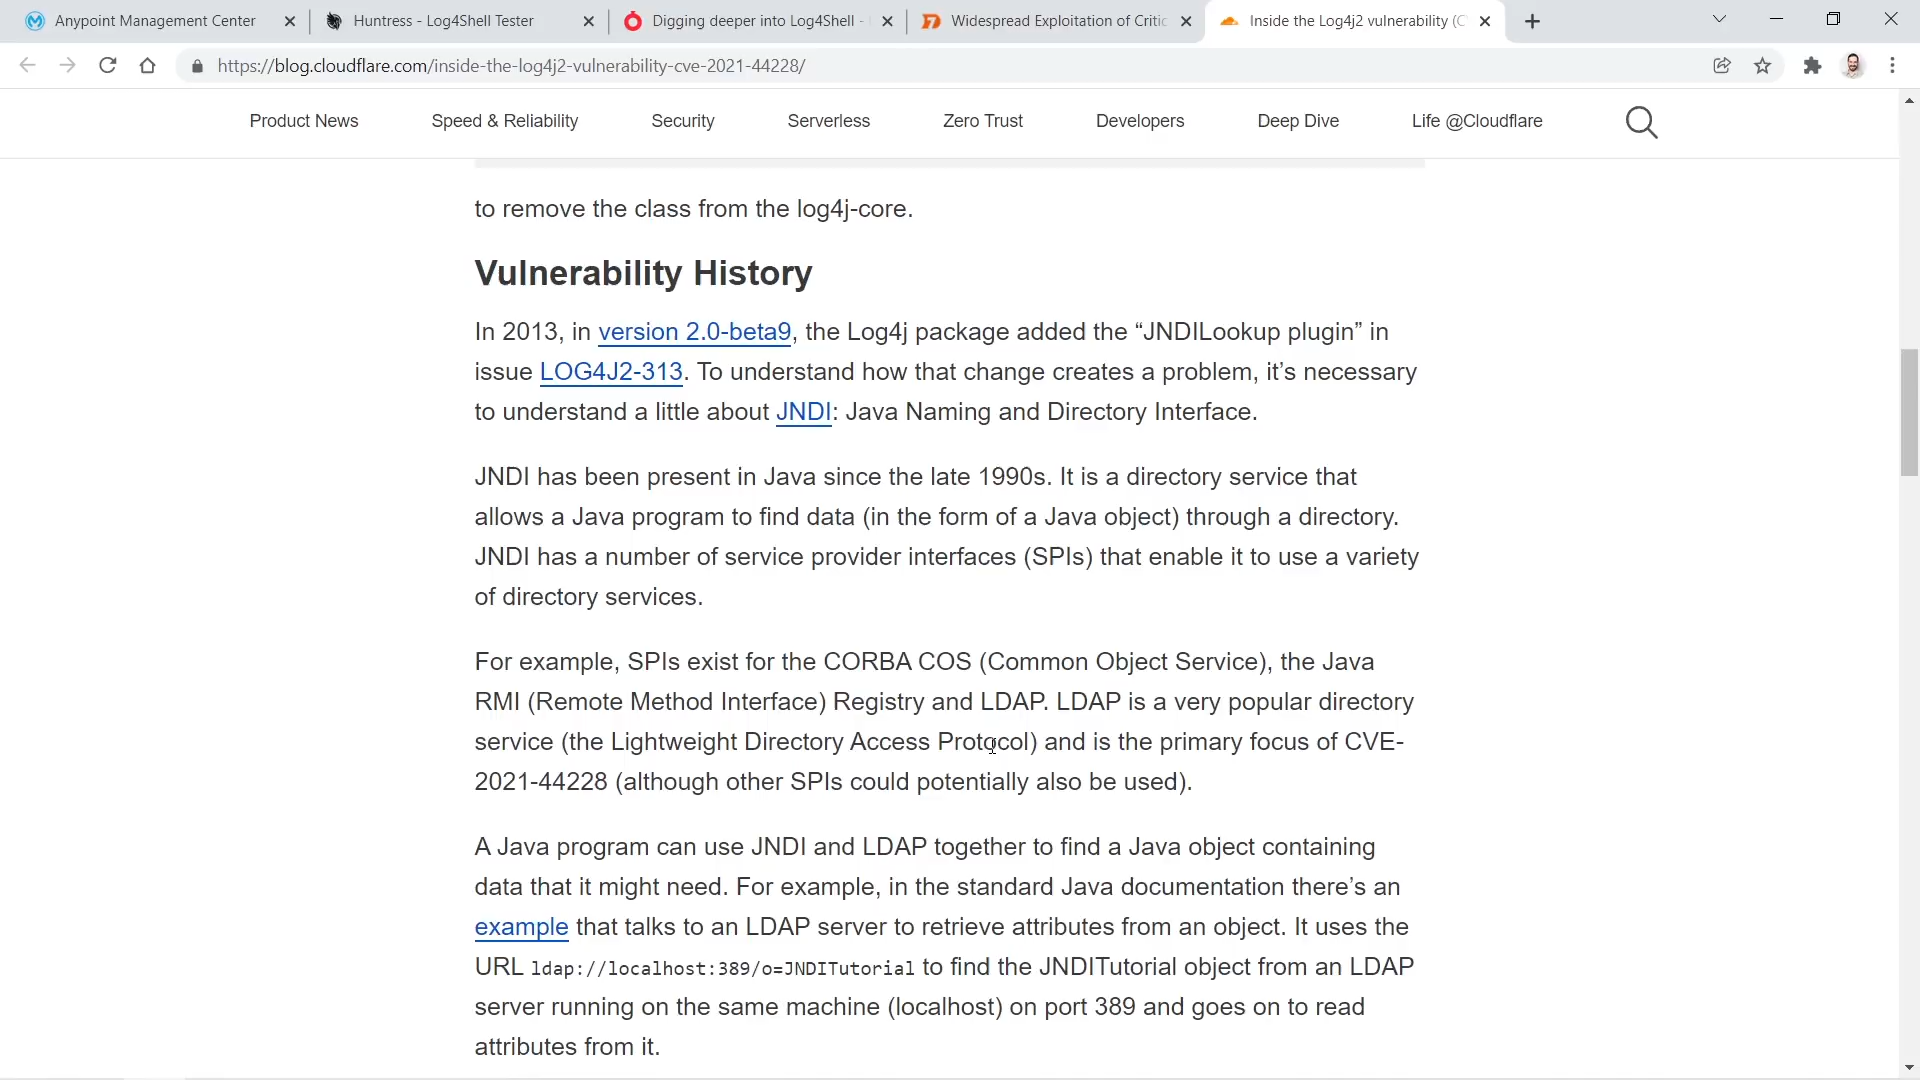 Anypoint Management Center
Huntress - Log4Shell Tester
Digging deeper into Log4Shell -
Widespread Exploitation of Critic
Inside the Log4j2 vulnerability (C
https://blog.cloudflare.com/inside-the-log4j2-vulnerability-cve-2021-44228/
Product News
Speed & Reliability
Security
Serverless
Zero Trust
Developers
Deep Dive
Life @Cloudflare
to remove the class from the log4j-core.
Vulnerability History
In 2013, in version 2.0-beta9, the Log4j package added the “JNDILookup plugin” in
issue LOG4J2-313. To understand how that change creates a problem, it’s necessary
to understand a little about JNDI: Java Naming and Directory Interface.
JNDI has been present in Java since the late 1990s. It is a directory service that
allows a Java program to find data (in the form of a Java object) through a directory.
JNDI has a number of service provider interfaces (SPIs) that enable it to use a variety
of directory services.
For example, SPIs exist for the CORBA COS (Common Object Service), the Java
RMI (Remote Method Interface) Registry and LDAP. LDAP is a very popular directory
service (the Lightweight Directory Access Protocol) and is the primary focus of CVE-
2021-44228 (although other SPIs could potentially also be used).
A Java program can use JNDI and LDAP together to find a Java object containing
data that it might need. For example, in the standard Java documentation there’s an
example that talks to an LDAP server to retrieve attributes from an object. It uses the
URL ldap://localhost:389/o=JNDITutorial to find the JNDITutorial object from an LDAP
server running on the same machine (localhost) on port 389 and goes on to read
attributes from it.